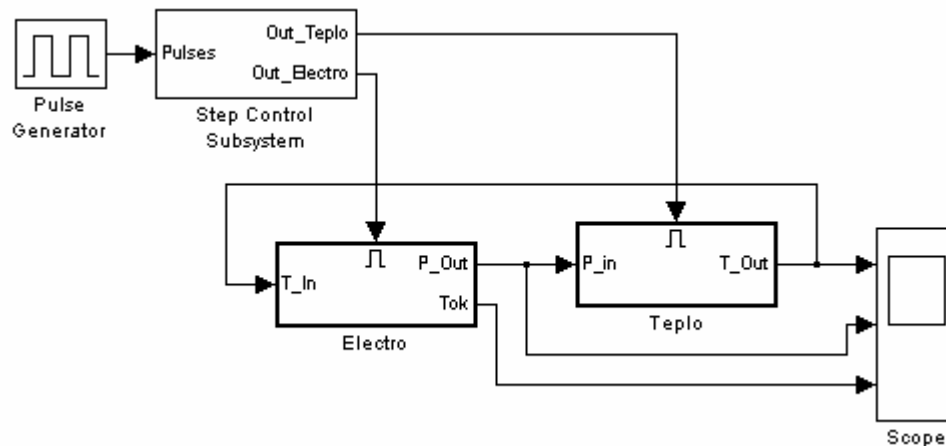 Pulses
Out_Teplo
Out_Electro
Pulse
Generator
Step Control
Subsystem
T_In
P_Out
Tok
Electro
P_in
T_Out
Teplo
Scope